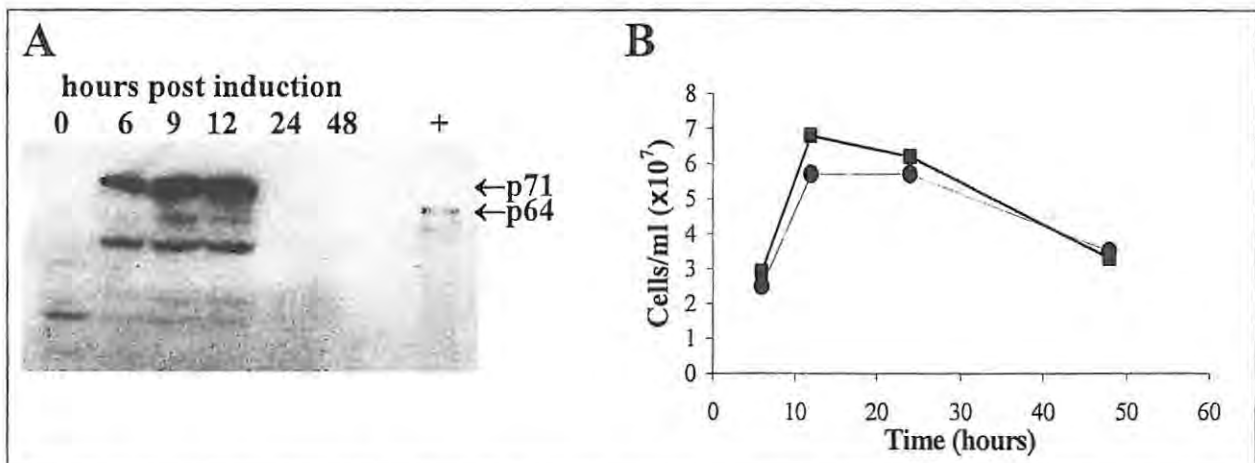 A
hours post induction
0 6 9 12 24 48 +
←p71
←p64
B
Cells/ml (x10⁷)
8
7
6
5
4
3
2
1
0
0 10 20 30 40 50 60
Time (hours)